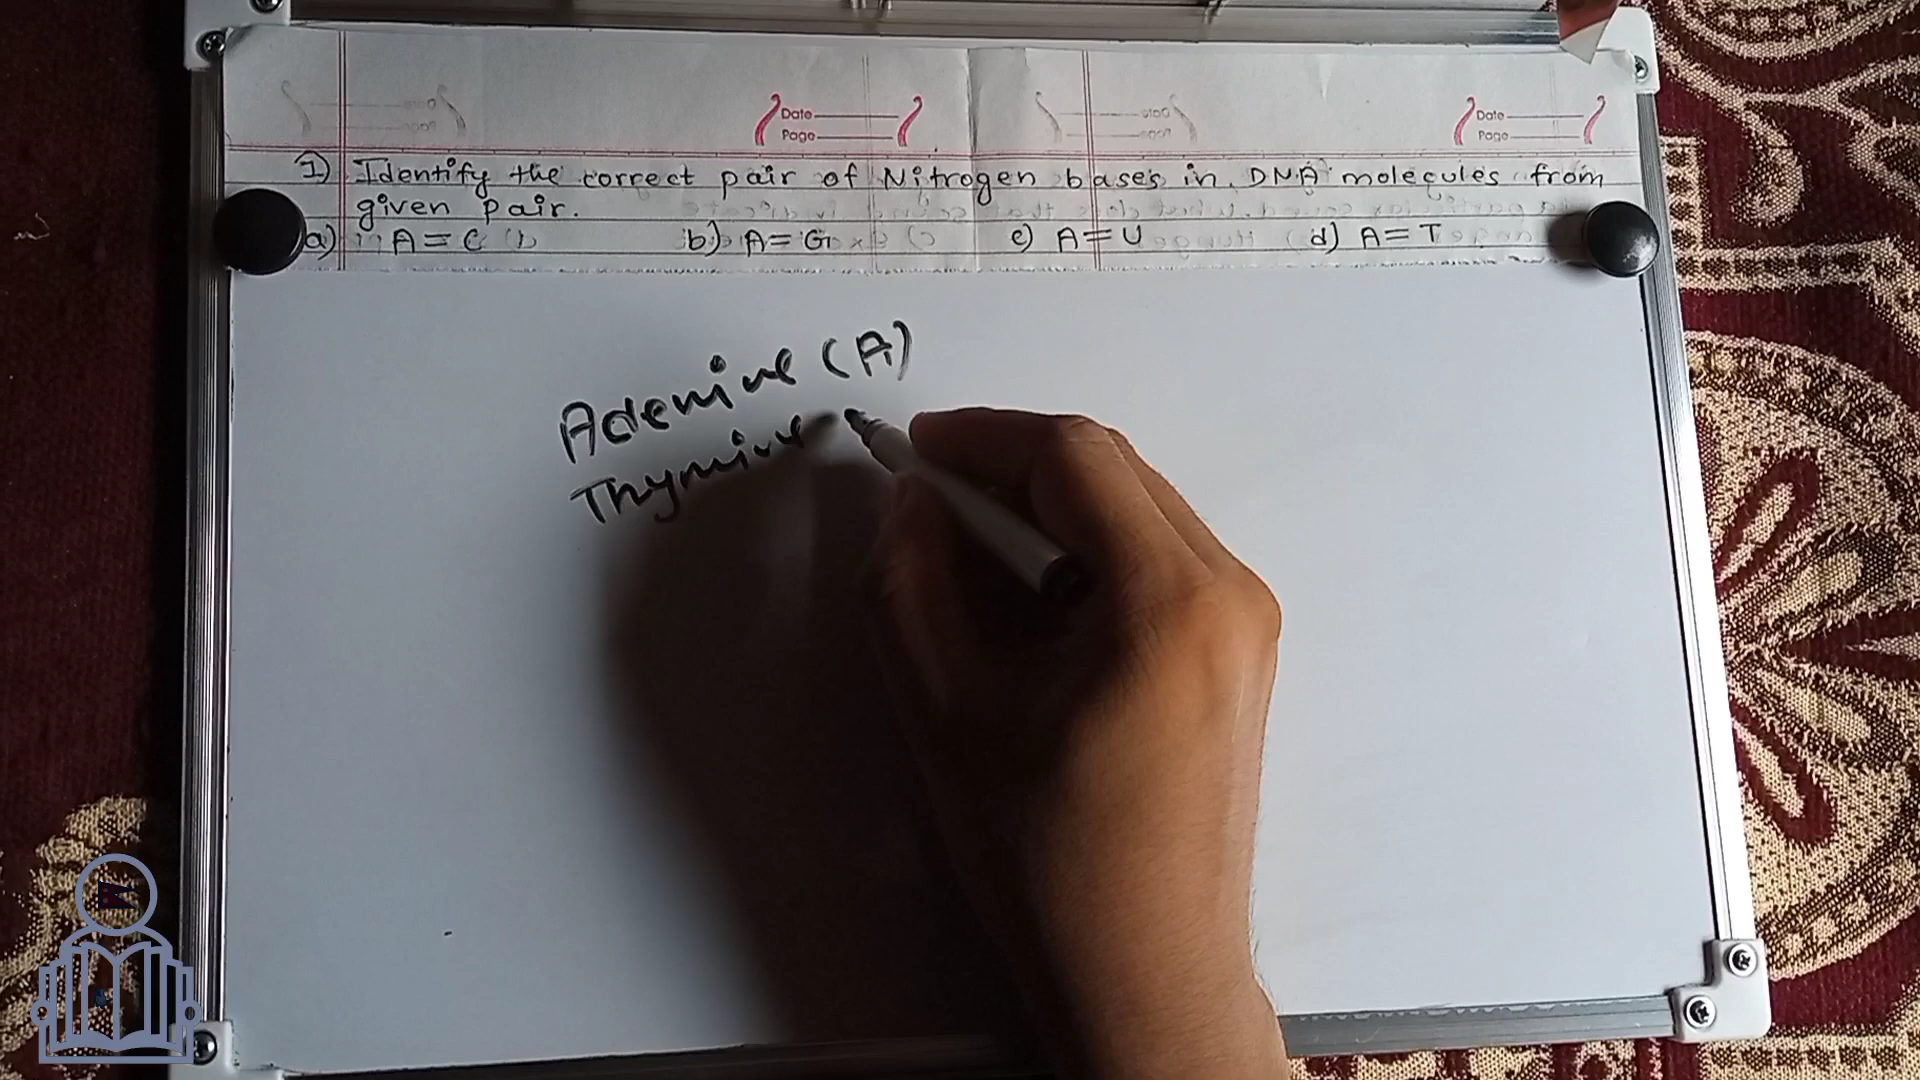 Date
Page
Date
Page
1) Identify the correct pair of Nitrogen bases in DNA molecules from
given pair.
a) A = C b) A = G c) A = U d) A = T
Adenine (A)
Thymine